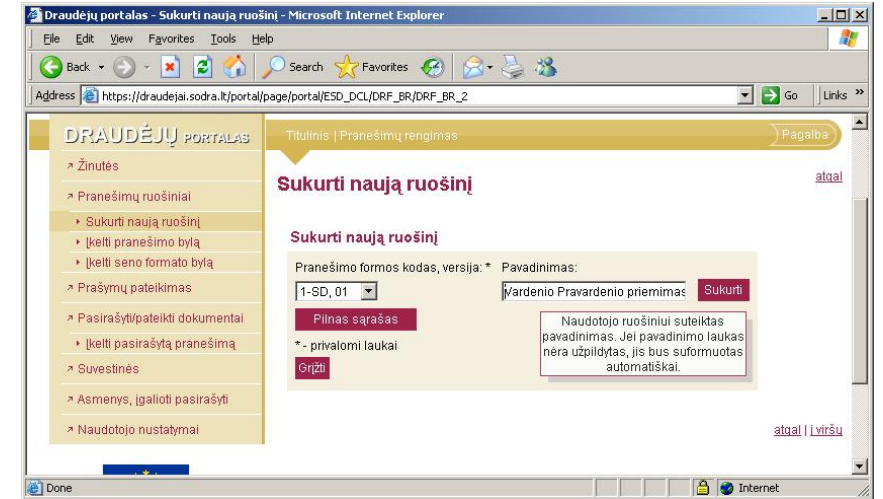 Draudėjų portalas - Sukurti naują ruošinį - Microsoft Internet Explorer
File Edit View Favorites Tools Help
Back Search Favorites
Address https://draudejai.sodra.lt/portal/page/portal/ESD_DCL/DRF_BR/DRF_BR_2 Go Links »
DRAUDĖJŲ PORTALAS
Titulinis | Pranešimų rengimas
Pagalba
Žinutės
Pranešimų ruošiniai
Sukurti naują ruošinį
Įkelti pranešimo bylą
Įkelti seno formato bylą
Prašymų pateikimas
Pasirašyti/pateikti dokumentai
Įkelti pasirašytą pranešimą
Suvestinės
Asmenys, įgalioti pasirašyti
Naudotojo nustatymai
atgal
Sukurti naują ruošinį
Sukurti naują ruošinį
Pranešimo formos kodas, versija: * Pavadinimas:
1-SD, 01 Vardenio Pravardenio priemimas Sukurti
Pilnas sąrašas
* - privalomi laukai
Grįžti
Naudotojo ruošiniui suteiktas
pavadinimas. Jei pavadinimo laukas
nėra užpildytas, jis bus suformuotas
automatiškai.
atgal | į viršų
Done Internet